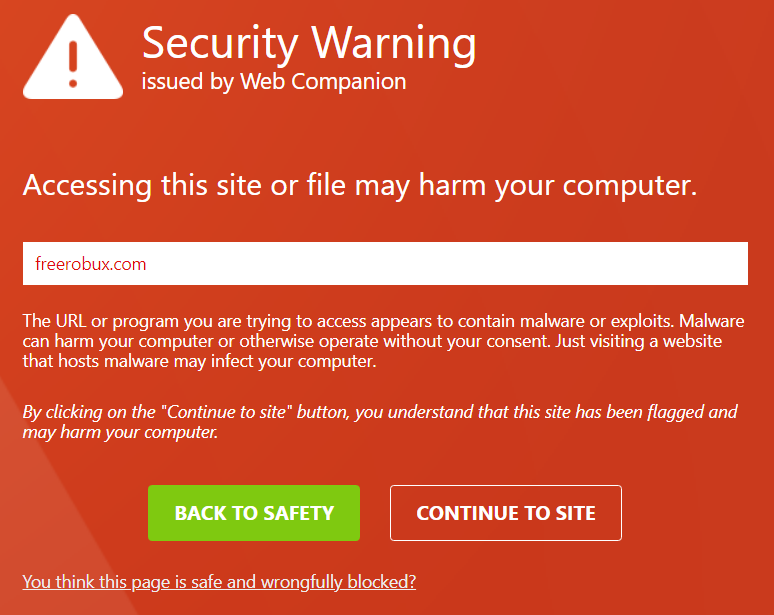 Security Warning
issued by Web Companion
Accessing this site or file may harm your computer.
freerobux.com
The URL or program you are trying to access appears to contain malware or exploits. Malware
can harm your computer or otherwise operate without your consent. Just visiting a website
that hosts malware may infect your computer.
By clicking on the "Continue to site" button, you understand that this site has been flagged and
may harm your computer.
BACK TO SAFETY
CONTINUE TO SITE
You think this page is safe and wrongfully blocked?